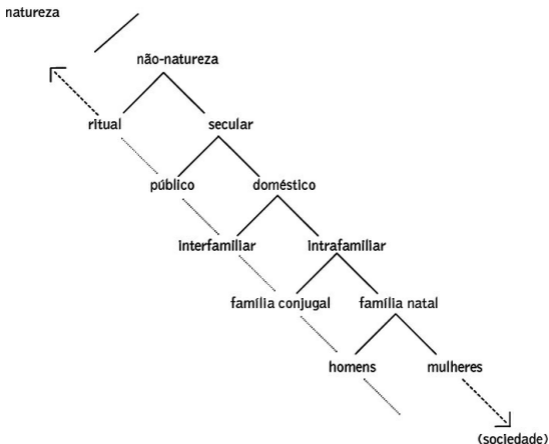 natureza
não-natureza
ritual secular
público doméstico
interfamiliar intrafamiliar
família conjugal família natal
homens mulheres
(sociedade)